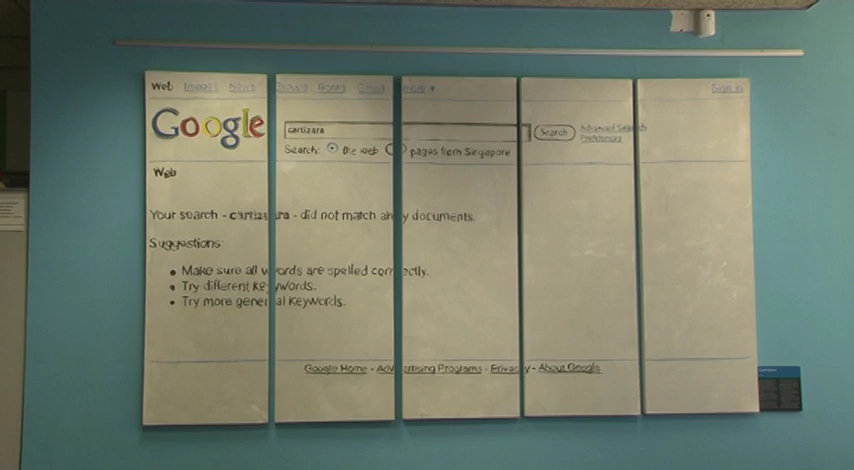 Web Images News Groups Books Gmail more ▾ Sign in
Google
cartizara
Search
Advanced Search
Preferences
Search: the web pages from Singapore
Web
Your search - cartizara - did not match any documents.
Suggestions:
• Make sure all words are spelled correctly.
• Try different keywords.
• Try more general keywords.
Google Home - Advertising Programs - Privacy - About Google